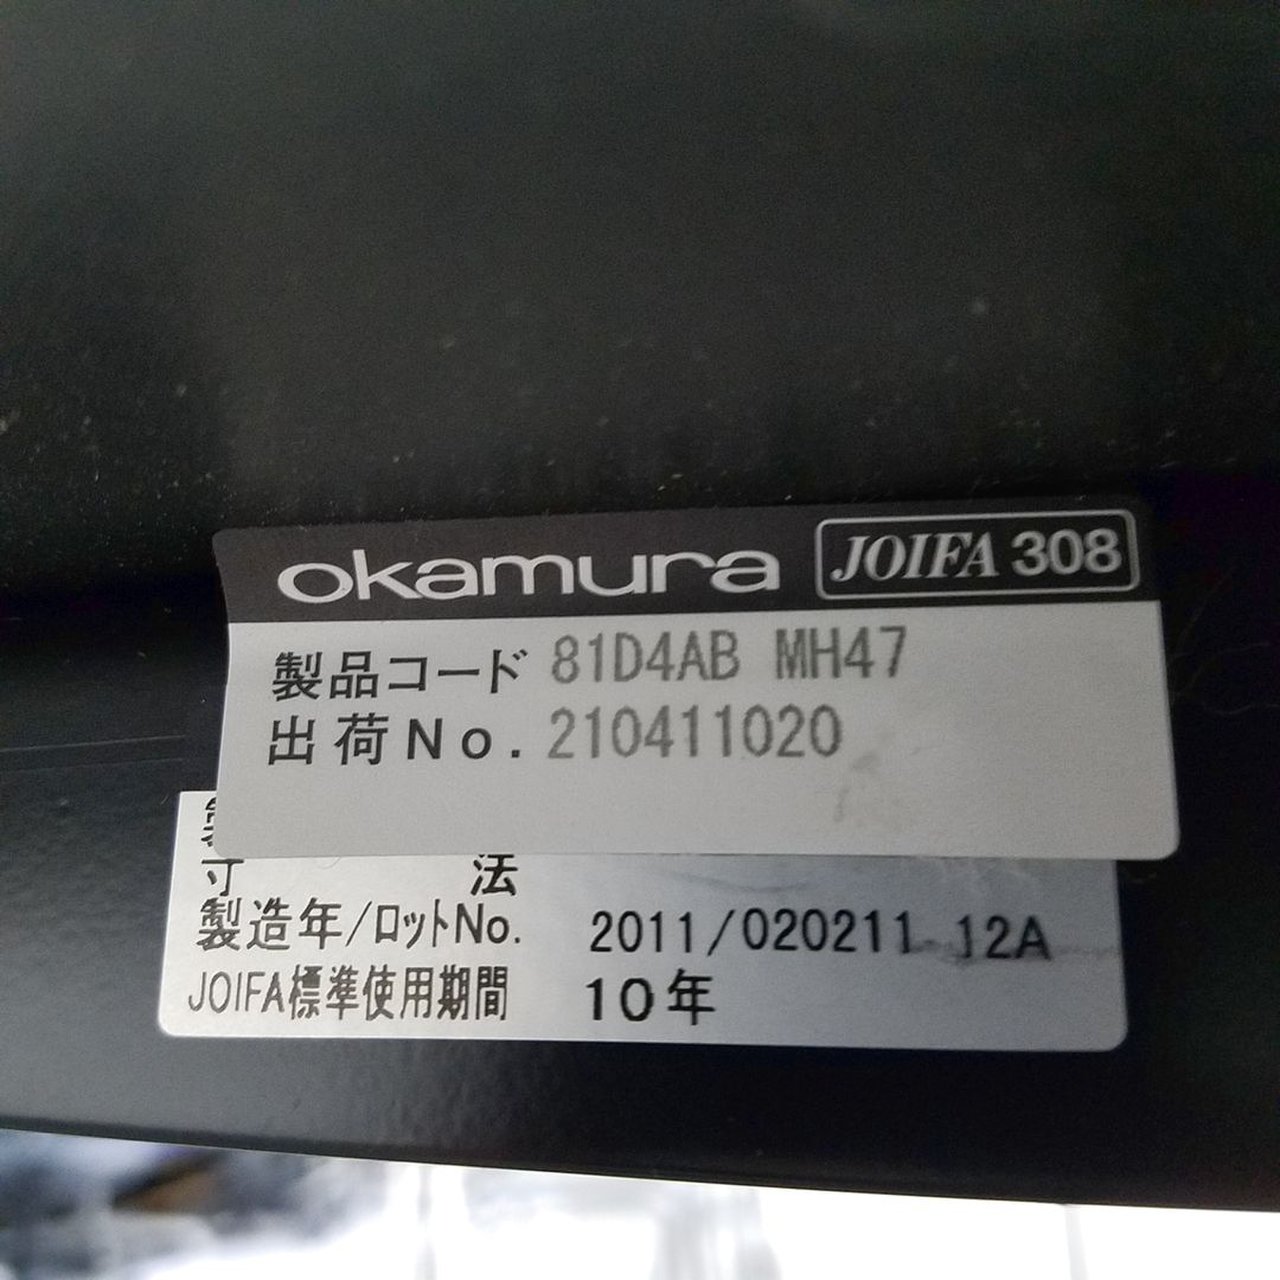 okamura JOIFA 308
製品コード 81D4AB MH47
出荷No. 210411020
寸 法
製造年/ロットNo. 2011/020211 12A
JOIFA標準使用期間 10年